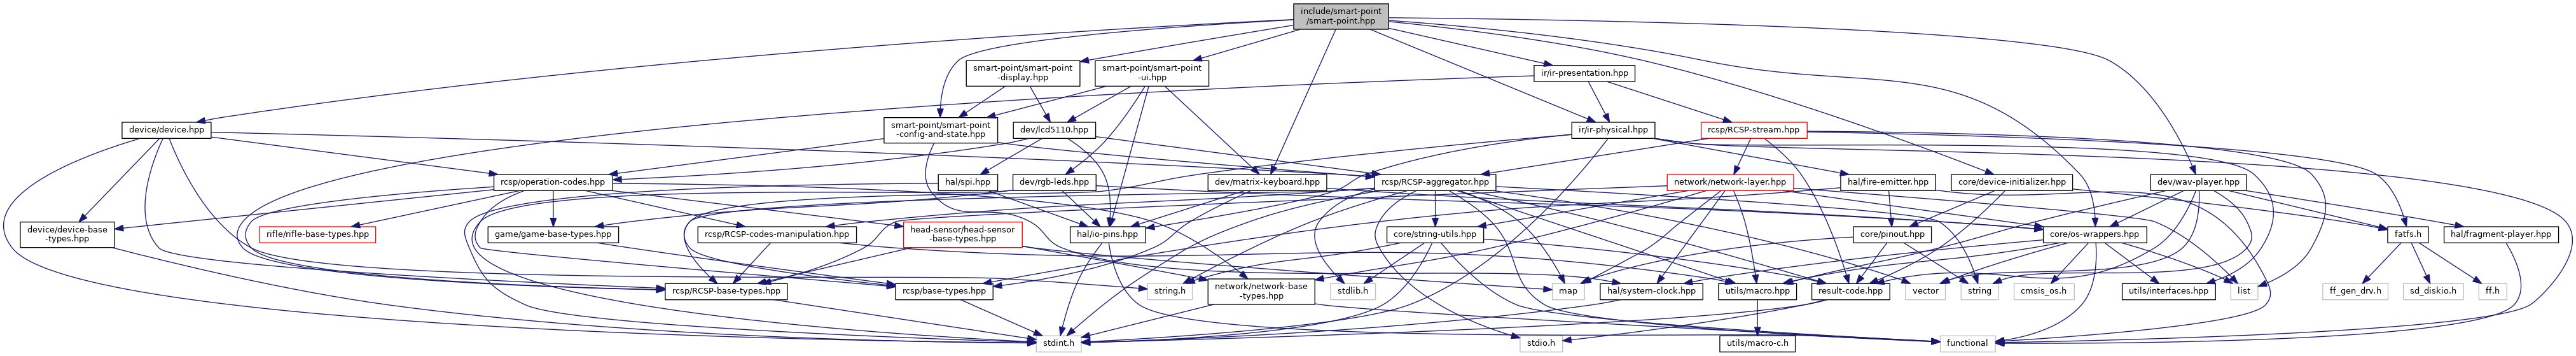 include/smart-point
/smart-point.hpp
smart-point/smart-point
-display.hpp
smart-point/smart-point
-ui.hpp
ir/ir-presentation.hpp
device/device.hpp
smart-point/smart-point
-config-and-state.hpp
dev/lcd5110.hpp
ir/ir-physical.hpp
rcsp/RCSP-stream.hpp
rcsp/operation-codes.hpp
hal/spi.hpp
dev/rgb-leds.hpp
dev/matrix-keyboard.hpp
rcsp/RCSP-aggregator.hpp
network/network-layer.hpp
hal/fire-emitter.hpp
core/device-initializer.hpp
dev/wav-player.hpp
device/device-base
-types.hpp
rifle/rifle-base-types.hpp
game/game-base-types.hpp
rcsp/RCSP-codes-manipulation.hpp
head-sensor/head-sensor
-base-types.hpp
hal/io-pins.hpp
core/string-utils.hpp
core/pinout.hpp
core/os-wrappers.hpp
fatfs.h
hal/fragment-player.hpp
rcsp/RCSP-base-types.hpp
rcsp/base-types.hpp
string.h
network/network-base
-types.hpp
stdlib.h
map
hal/system-clock.hpp
utils/macro.hpp
result-code.hpp
vector
string
cmsis_os.h
utils/interfaces.hpp
list
ff_gen_drv.h
sd_diskio.h
ff.h
stdint.h
stdio.h
utils/macro-c.h
functional